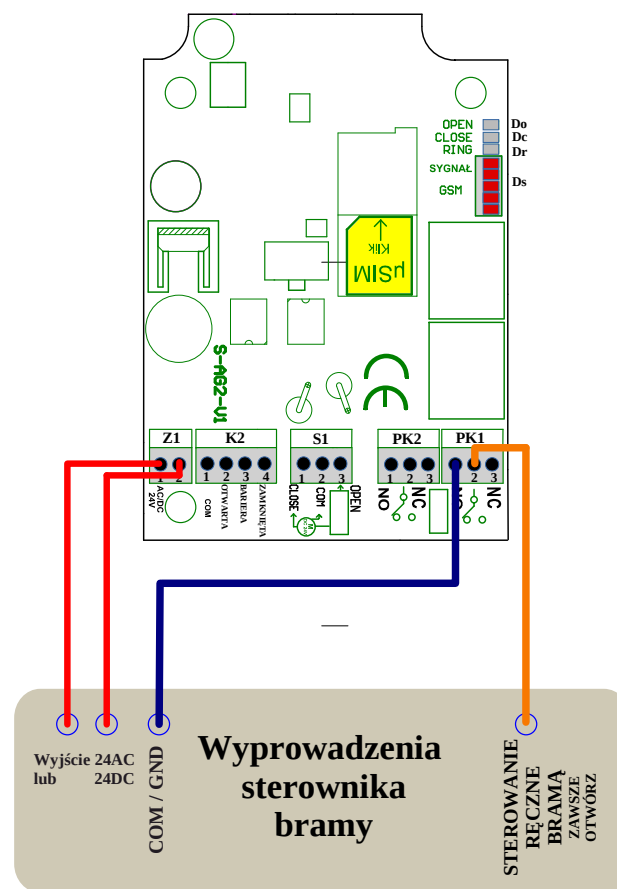 OPEN Do
CLOSE Dc
RING Dr
SYGNAŁ
GSM
Ds
Klik
µSIM
S-AG2-V1
CE
Z1 K2 S1 PK2 PK1
1 2 1 2 3 4 1 2 3 1 2 3 2 3
AC/DC
24V
COM
OTWARTA
BARIERA
ZAMKNIĘTA
CLOSE
COM
OPEN
M
NO
NC
NC
Wyjście 24AC
lub 24DC
COM / GND
Wyprowadzenia
sterownika
bramy
STEROWANIE
RĘCZNE
BRAMĄ
ZAWSZE
OTWÓRZ